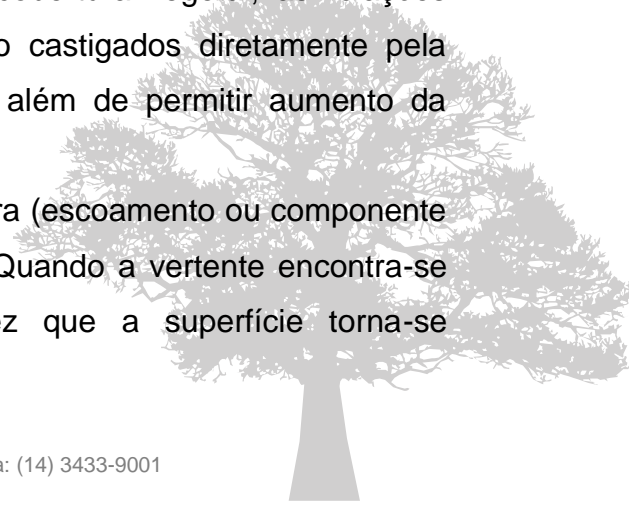 o castigados diretamente pela
além de permitir aumento da
ra (escoamento ou componente
Quando a vertente encontra-se
ez que a superfície torna-se
a: (14) 3433-9001